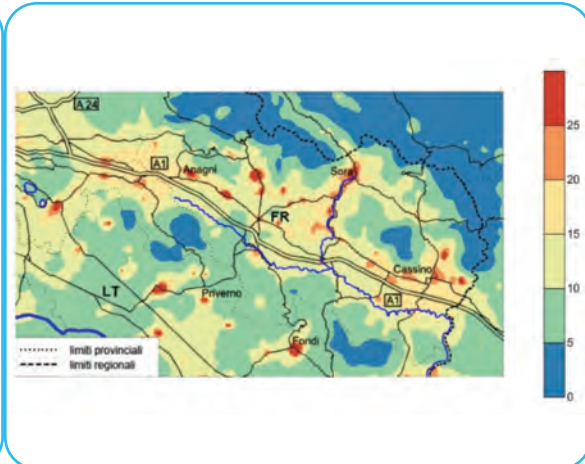 A 24
A1
Anagni
Sora
FR
Cassino
LT
Priverno
A1
Fondi
limiti provinciali
limiti regionali
25
20
15
10
5
0